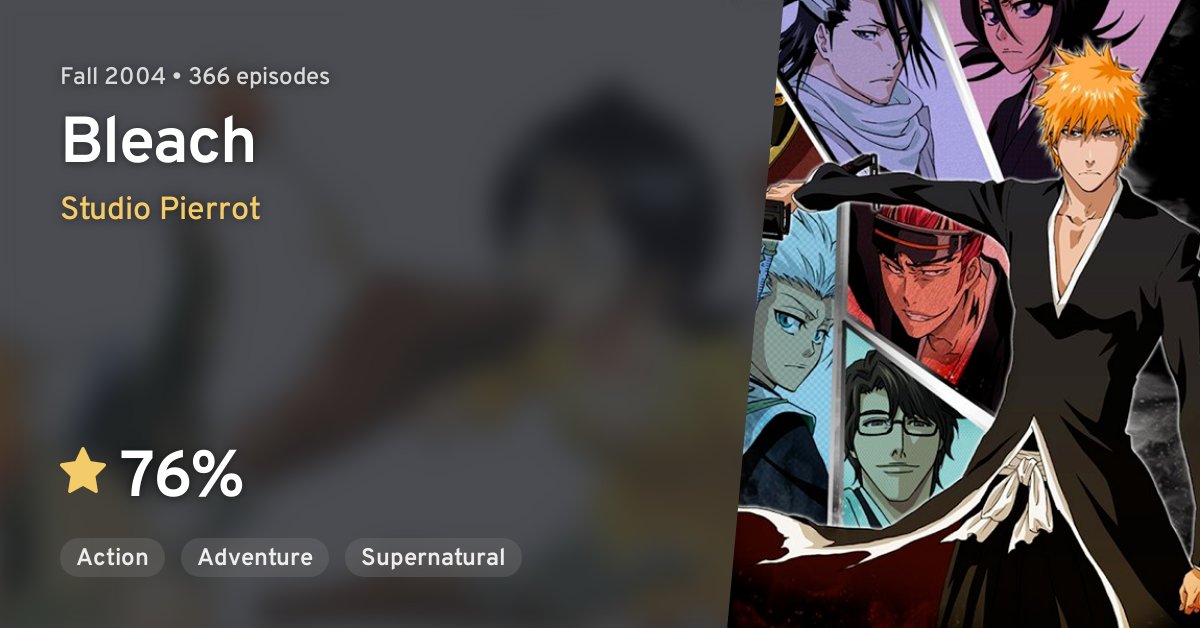 Fall 2004 • 366 episodes
Bleach
Studio Pierrot
76%
Action Adventure Supernatural